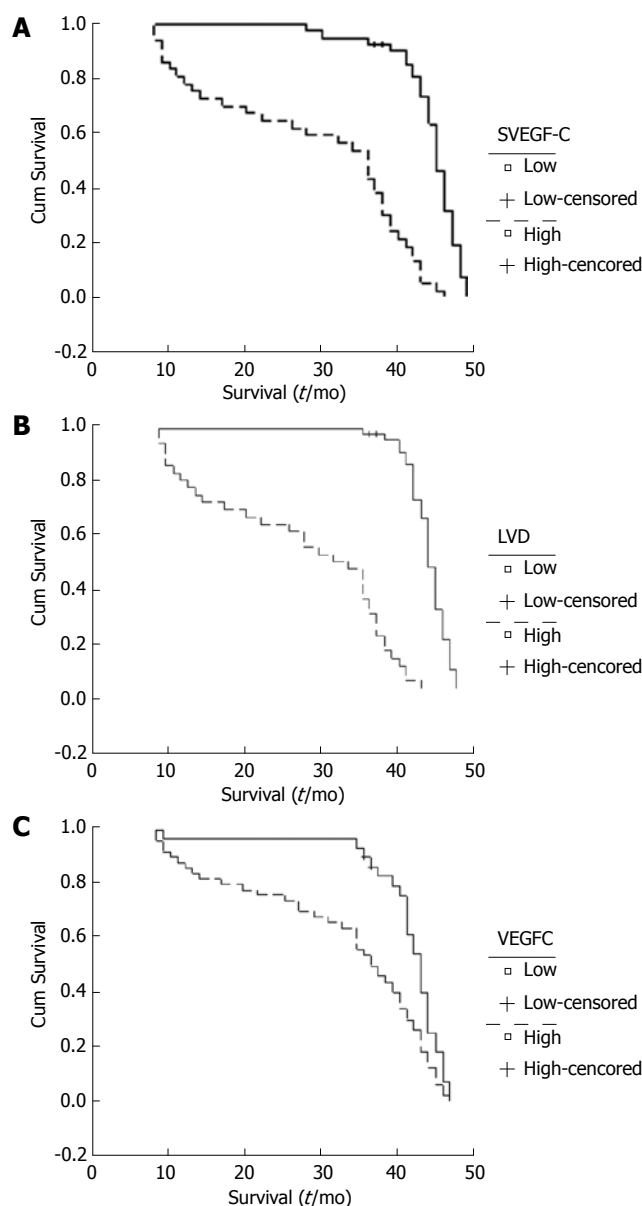 A
1.0
0.8
0.6
0.4
0.2
0.0
-0.2
Cum Survival
0 10 20 30 40 50
Survival (t/mo)
SVEGF-C
Low
Low-censored
High
High-cencored
B
1.0
0.8
0.6
0.4
0.2
0.0
-0.2
Cum Survival
0 10 20 30 40 50
Survival (t/mo)
LVD
Low
Low-censored
High
High-cencored
C
1.0
0.8
0.6
0.4
0.2
0.0
-0.2
Cum Survival
0 10 20 30 40 50
Survival (t/mo)
VEGFC
Low
Low-censored
High
High-cencored